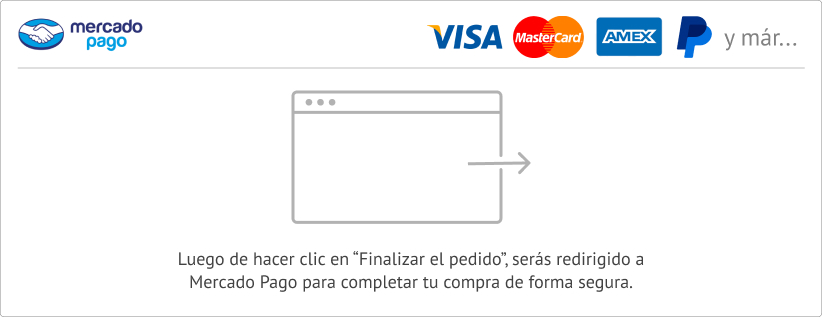 mercado
pago
VISA
MasterCard
AMEX
y már...
Luego de hacer clic en “Finalizar el pedido”, serás redirigido a
Mercado Pago para completar tu compra de forma segura.